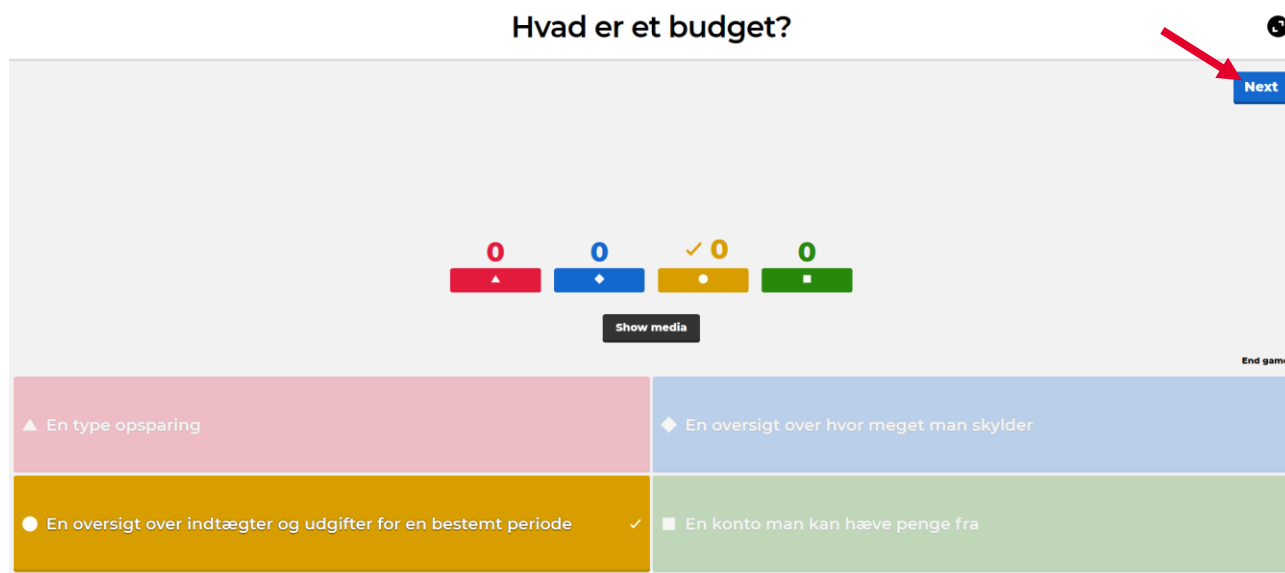 Hvad er et budget?
Next
0 0 0 0
Show media
End game
En type opsparing
En oversigt over hvor meget man skylder
En oversigt over indtægter og udgifter for en bestemt periode
En konto man kan hæve penge fra